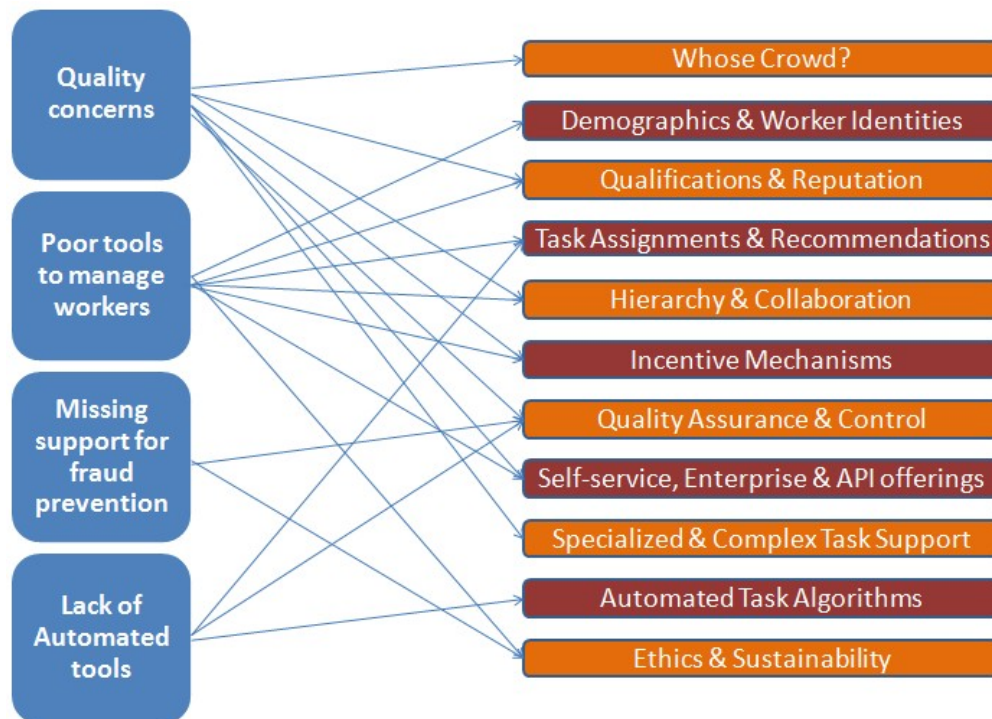 Quality
concerns
Poor tools
to manage
workers
Missing
support for
fraud
prevention
Lack of
Automated
tools
Whose Crowd?
Demographics & Worker Identities
Qualifications & Reputation
Task Assignments & Recommendations
Hierarchy & Collaboration
Incentive Mechanisms
Quality Assurance & Control
Self-service, Enterprise & API offerings
Specialized & Complex Task Support
Automated Task Algorithms
Ethics & Sustainability